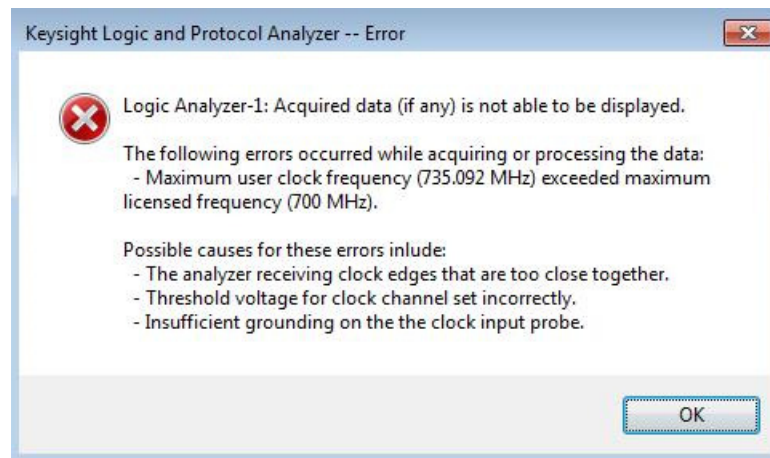 Keysight Logic and Protocol Analyzer -- Error
Logic Analyzer-1: Acquired data (if any) is not able to be displayed.
The following errors occurred while acquiring or processing the data:
- Maximum user clock frequency (735.092 MHz) exceeded maximum
licensed frequency (700 MHz).
Possible causes for these errors inlude:
- The analyzer receiving clock edges that are too close together.
- Threshold voltage for clock channel set incorrectly.
- Insufficient grounding on the the clock input probe.
OK